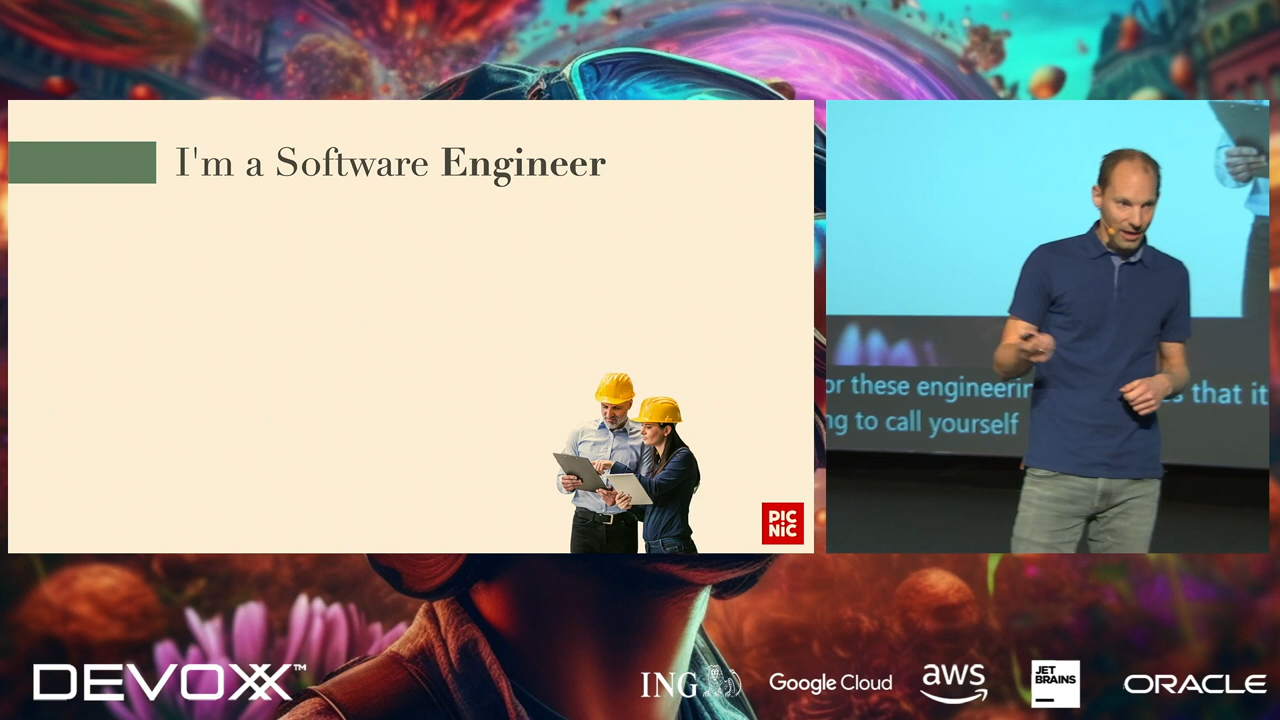 I'm a Software Engineer
PIC
NIC
or these engineerin
s that it
ng to call yourself
DEVOXX™
ING
Google Cloud
aws
JET
BRAINS
ORACLE